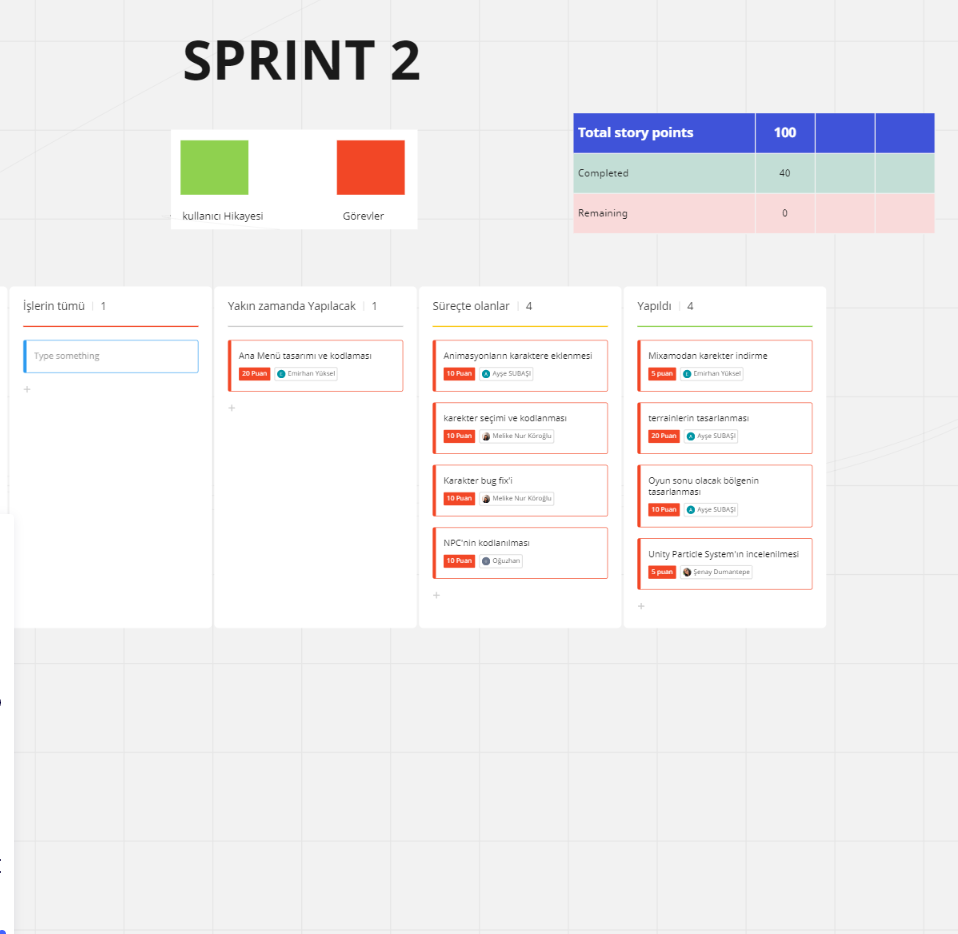 SPRINT 2
kullanıcı Hikayesi
Görevler
Total story points 100
Completed 40
Remaining 0
İşlerin tümü 1
Type something
Yakın zamanda Yapılacak 1
Ana Menü tasarımı ve kodlaması
20 Puan Emirhan Yüksel
Süreçte olanlar 4
Animasyonların karaktere eklenmesi
10 Puan Ayşe SUBAŞI
karekter seçimi ve kodlanması
10 Puan Melike Nur Köroğlu
Karakter bug fix'i
10 Puan Melike Nur Köroğlu
NPC'nin kodlanılması
10 Puan Oğuzhan
Yapıldı 4
Mixamodan karekter indirme
5 puan Emirhan Yüksel
terrainlerin tasarlanması
20 Puan Ayşe SUBAŞI
Oyun sonu olacak bölgenin
tasarlanması
10 Puan Ayşe SUBAŞI
Unity Particle System'ın incelenilmesi
5 puan Şenay Dumantepe